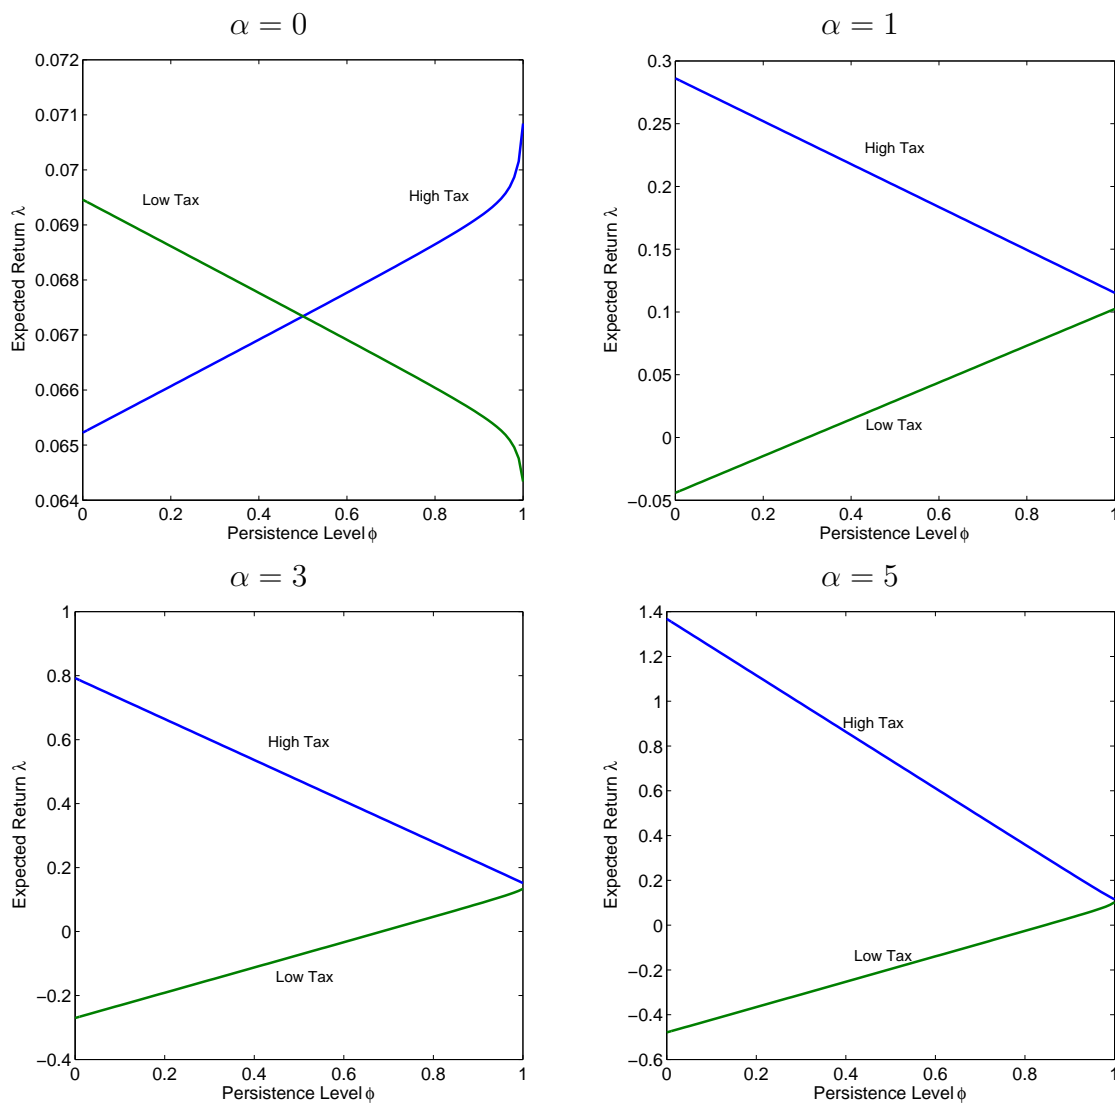 α = 0
0.072
0.071
0.07
0.069
0.068
0.067
0.066
0.065
0.064
Expected Return λ
Low Tax
High Tax
0 0.2 0.4 0.6 0.8 1
Persistence Level ϕ
α = 1
0.3
0.25
0.2
0.15
0.1
0.05
0
−0.05
Expected Return λ
High Tax
Low Tax
0 0.2 0.4 0.6 0.8 1
Persistence Level ϕ
α = 3
1
0.8
0.6
0.4
0.2
0
−0.2
−0.4
Expected Return λ
High Tax
Low Tax
0 0.2 0.4 0.6 0.8 1
Persistence Level ϕ
α = 5
1.4
1.2
1
0.8
0.6
0.4
0.2
0
−0.2
−0.4
−0.6
Expected Return λ
High Tax
Low Tax
0 0.2 0.4 0.6 0.8 1
Persistence Level ϕ